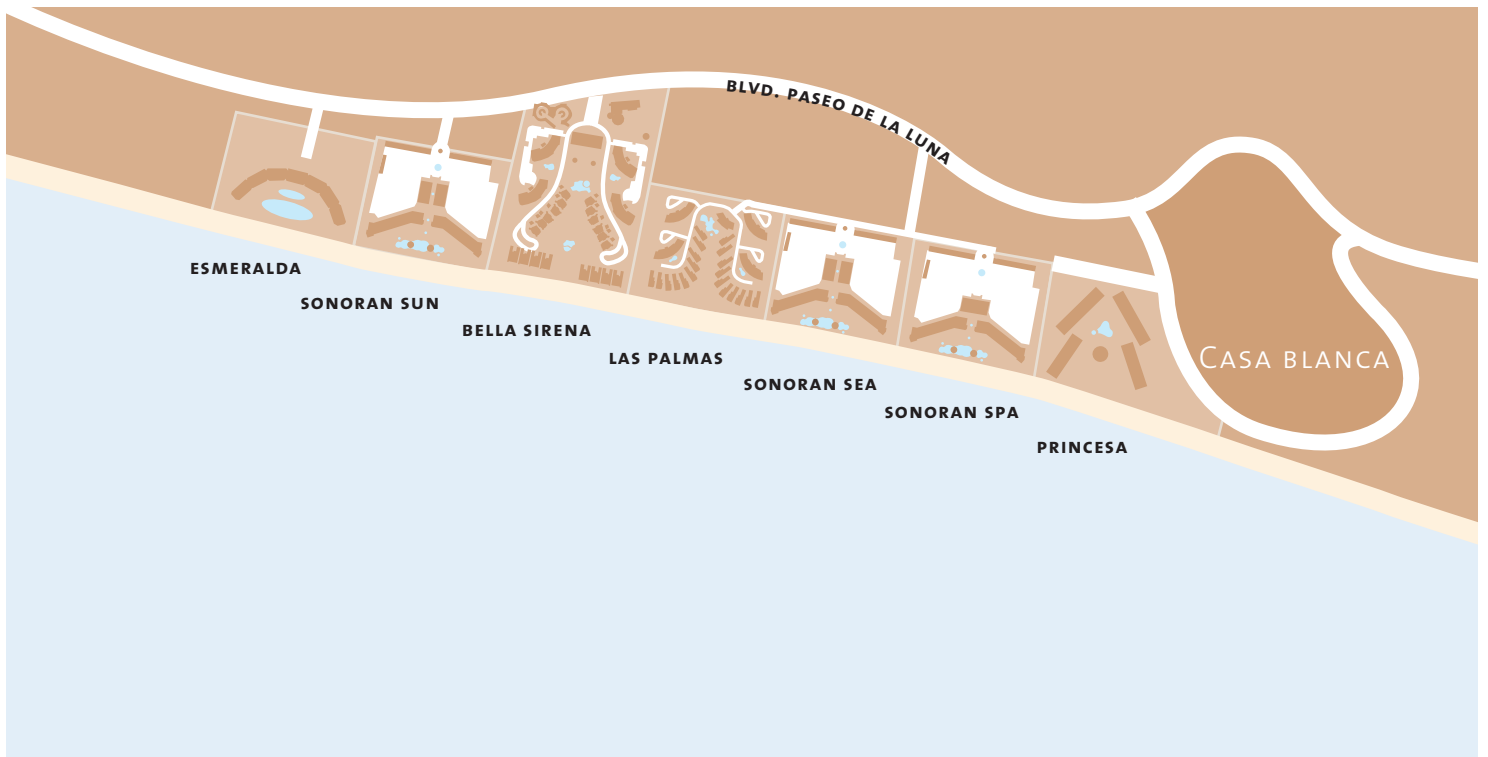 BLVD. PASEO DE LA LUNA
ESMERALDA
SONORAN SUN
BELLA SIRENA
LAS PALMAS
SONORAN SEA
SONORAN SPA
PRINCESA
CASA BLANCA